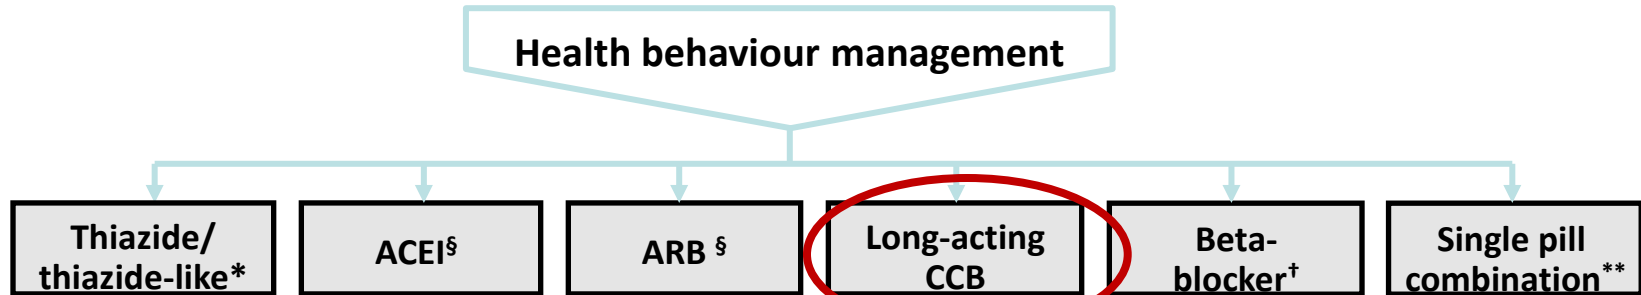 Health behaviour management
Thiazide/
thiazide-like*
ACEI§
ARB §
Long-acting
CCB
Beta-
blocker†
Single pill
combination**